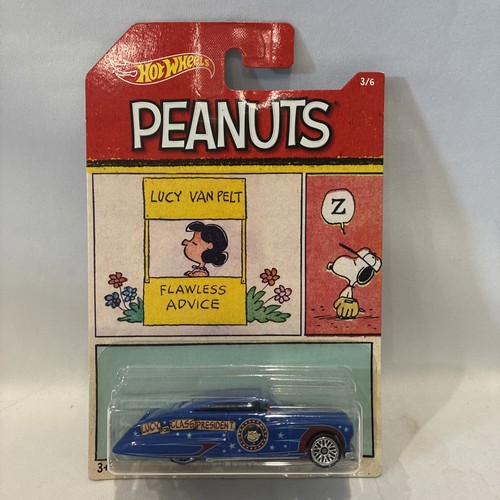 Hot Wheels
3/6
PEANUTS
LUCY VAN PELT
Z
FLAWLESS
ADVICE
LUCY CLASS PRESIDENT
3+